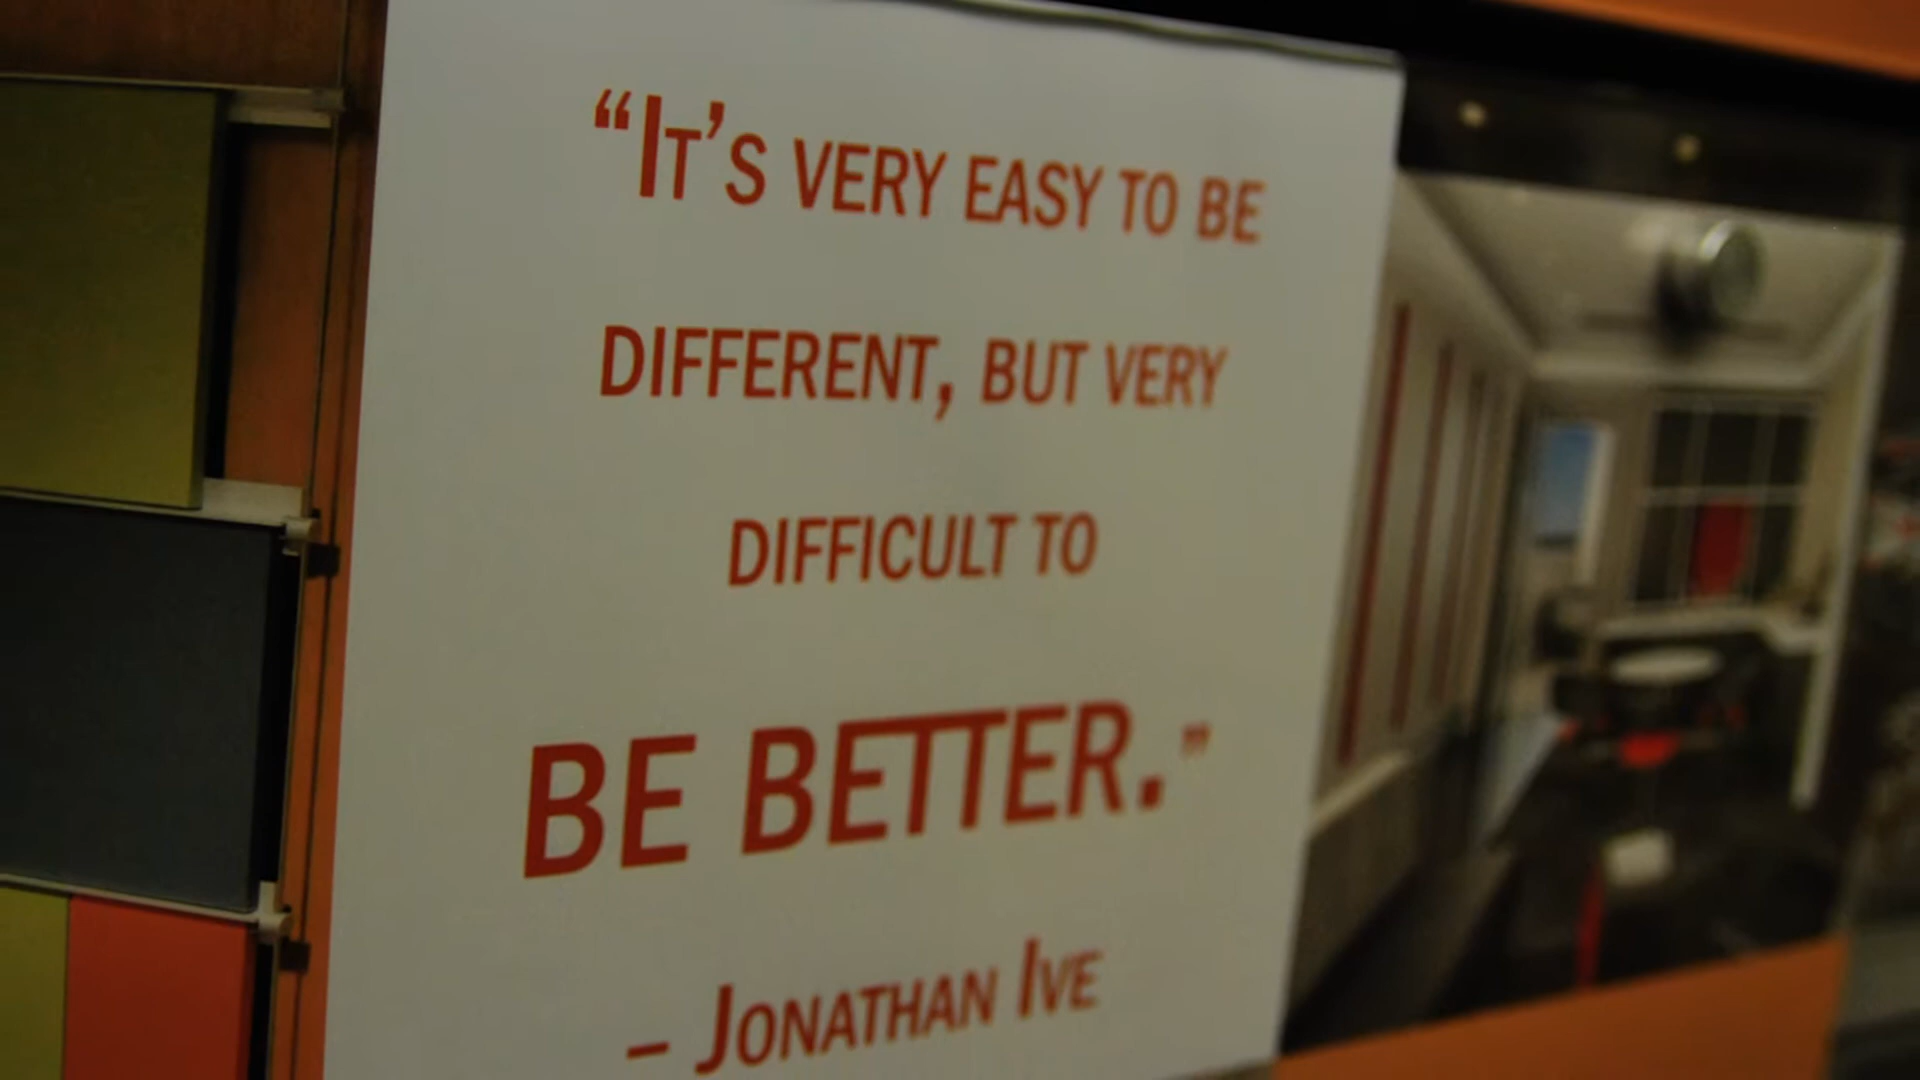 “It’s very easy to be
different, but very
difficult to
be better.”
– Jonathan Ive